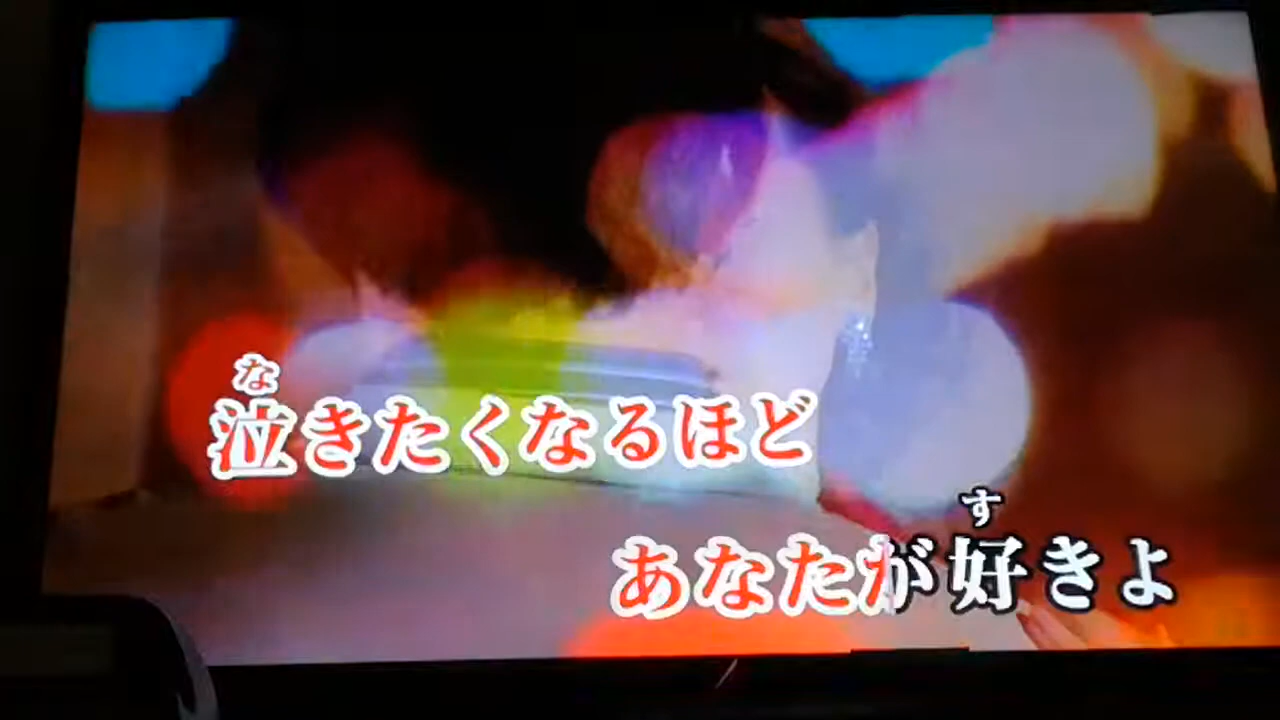 な
泣きたくなるほど
す
あなたが好きよ